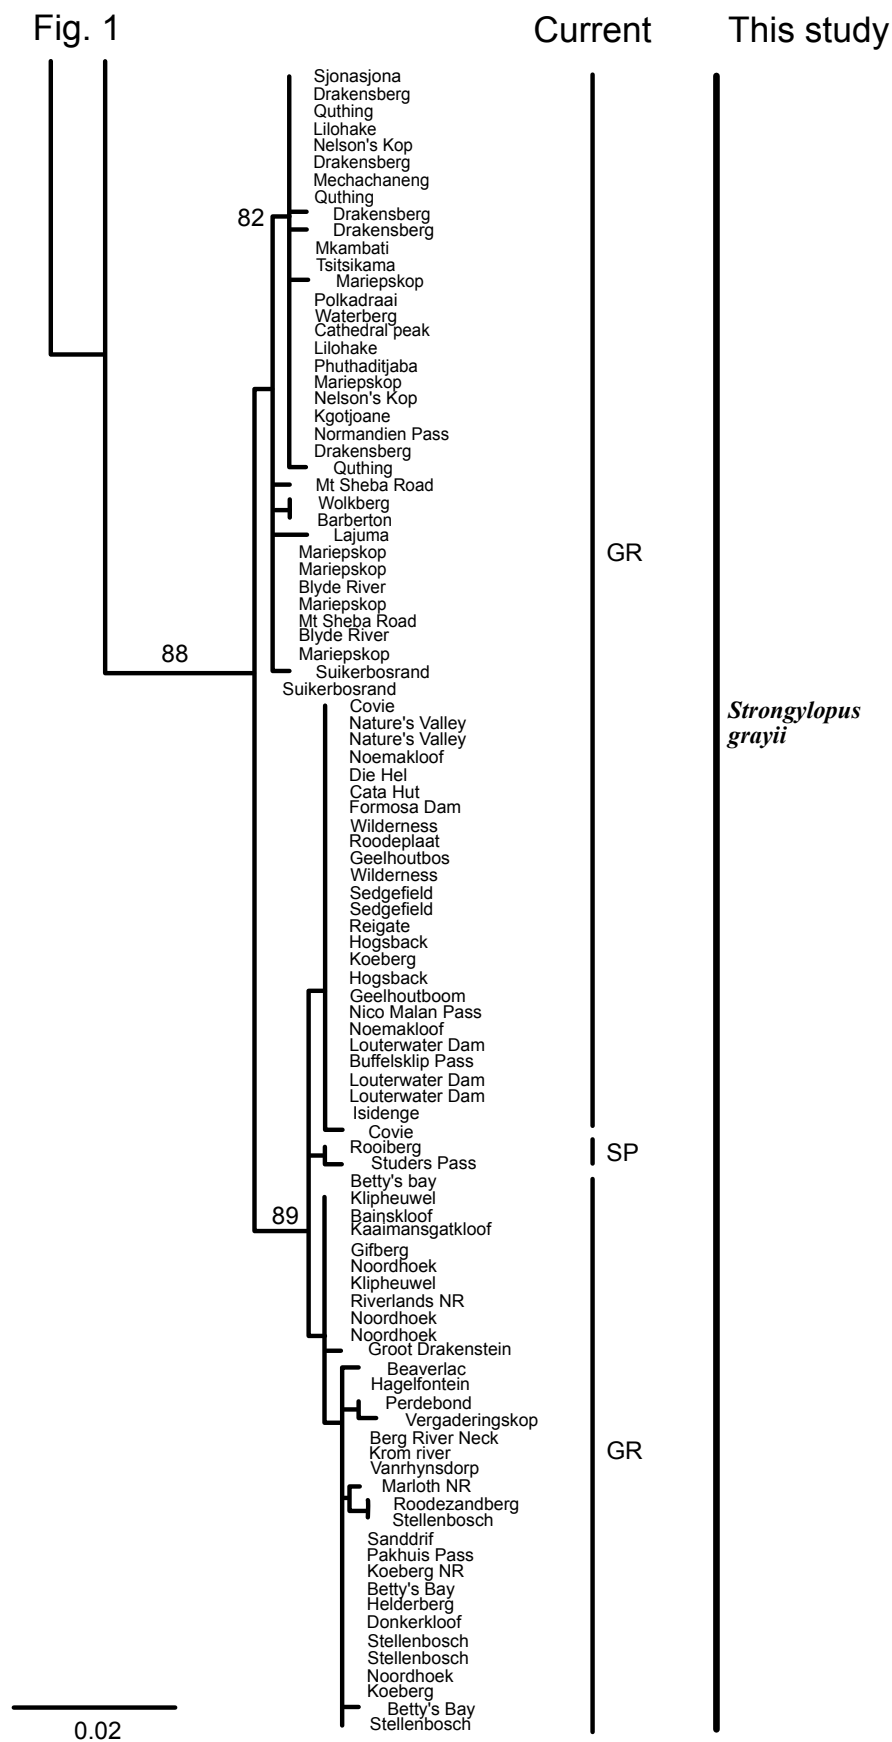 Fig. 1
Current
This study
Sjonasjona
Drakensberg
Quthing
Lilohake
Nelson's Kop
Drakensberg
Mechachaneng
Quthing
82
Drakensberg
Drakensberg
Mkambati
Tsitsikama
Mariepskop
Polkadraai
Waterberg
Cathedral peak
Lilohake
Phuthaditjaba
Mariepskop
Nelson's Kop
Kgotjoane
Normandien Pass
Drakensberg
Quthing
Mt Sheba Road
Wolkberg
Barberton
Lajuma
Mariepskop
GR
Mariepskop
Blyde River
Mariepskop
Mt Sheba Road
Blyde River
Mariepskop
88
Suikerbosrand
Suikerbosrand
Covie
Strongylopus
grayii
Nature's Valley
Nature's Valley
Noemakloof
Die Hel
Cata Hut
Formosa Dam
Wilderness
Roodeplaat
Geelhoutbos
Wilderness
Sedgefield
Sedgefield
Reigate
Hogsback
Koeberg
Hogsback
Geelhoutboom
Nico Malan Pass
Noemakloof
Louterwater Dam
Buffelsklip Pass
Louterwater Dam
Louterwater Dam
Isidenge
Covie
Rooiberg
SP
Studers Pass
Betty's bay
Klipheuwel
89
Bainskloof
Kaaimansgatkloof
Gifberg
Noordhoek
Klipheuwel
Riverlands NR
Noordhoek
Noordhoek
Groot Drakenstein
Beaverlac
Hagelfontein
Perdebond
Vergaderingskop
Berg River Neck
GR
Krom river
Vanrhynsdorp
Marloth NR
Roodezandberg
Stellenbosch
Sanddrif
Pakhuis Pass
Koeberg NR
Betty's Bay
Helderberg
Donkerkloof
Stellenbosch
Stellenbosch
Noordhoek
Koeberg
Betty's Bay
Stellenbosch
0.02